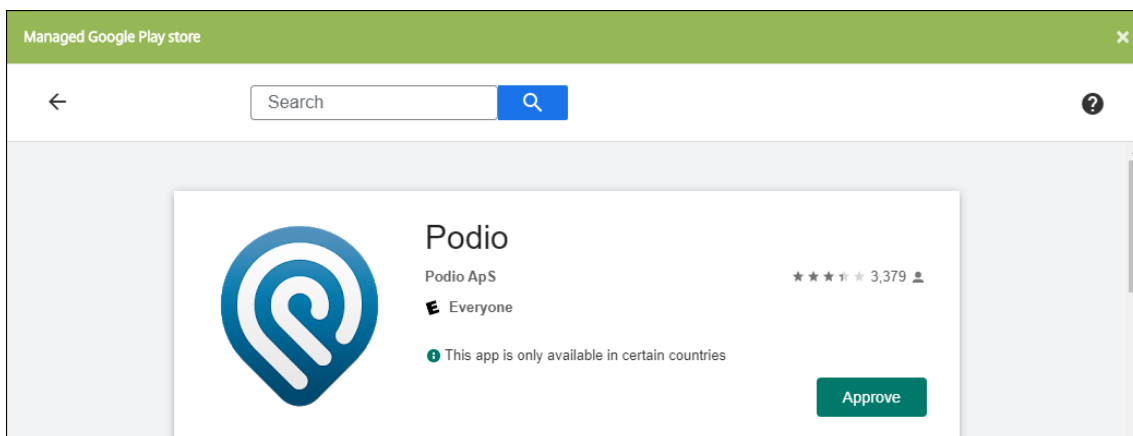 Managed Google Play store
Search
Podio
Podio ApS
3,379
E Everyone
This app is only available in certain countries
Approve